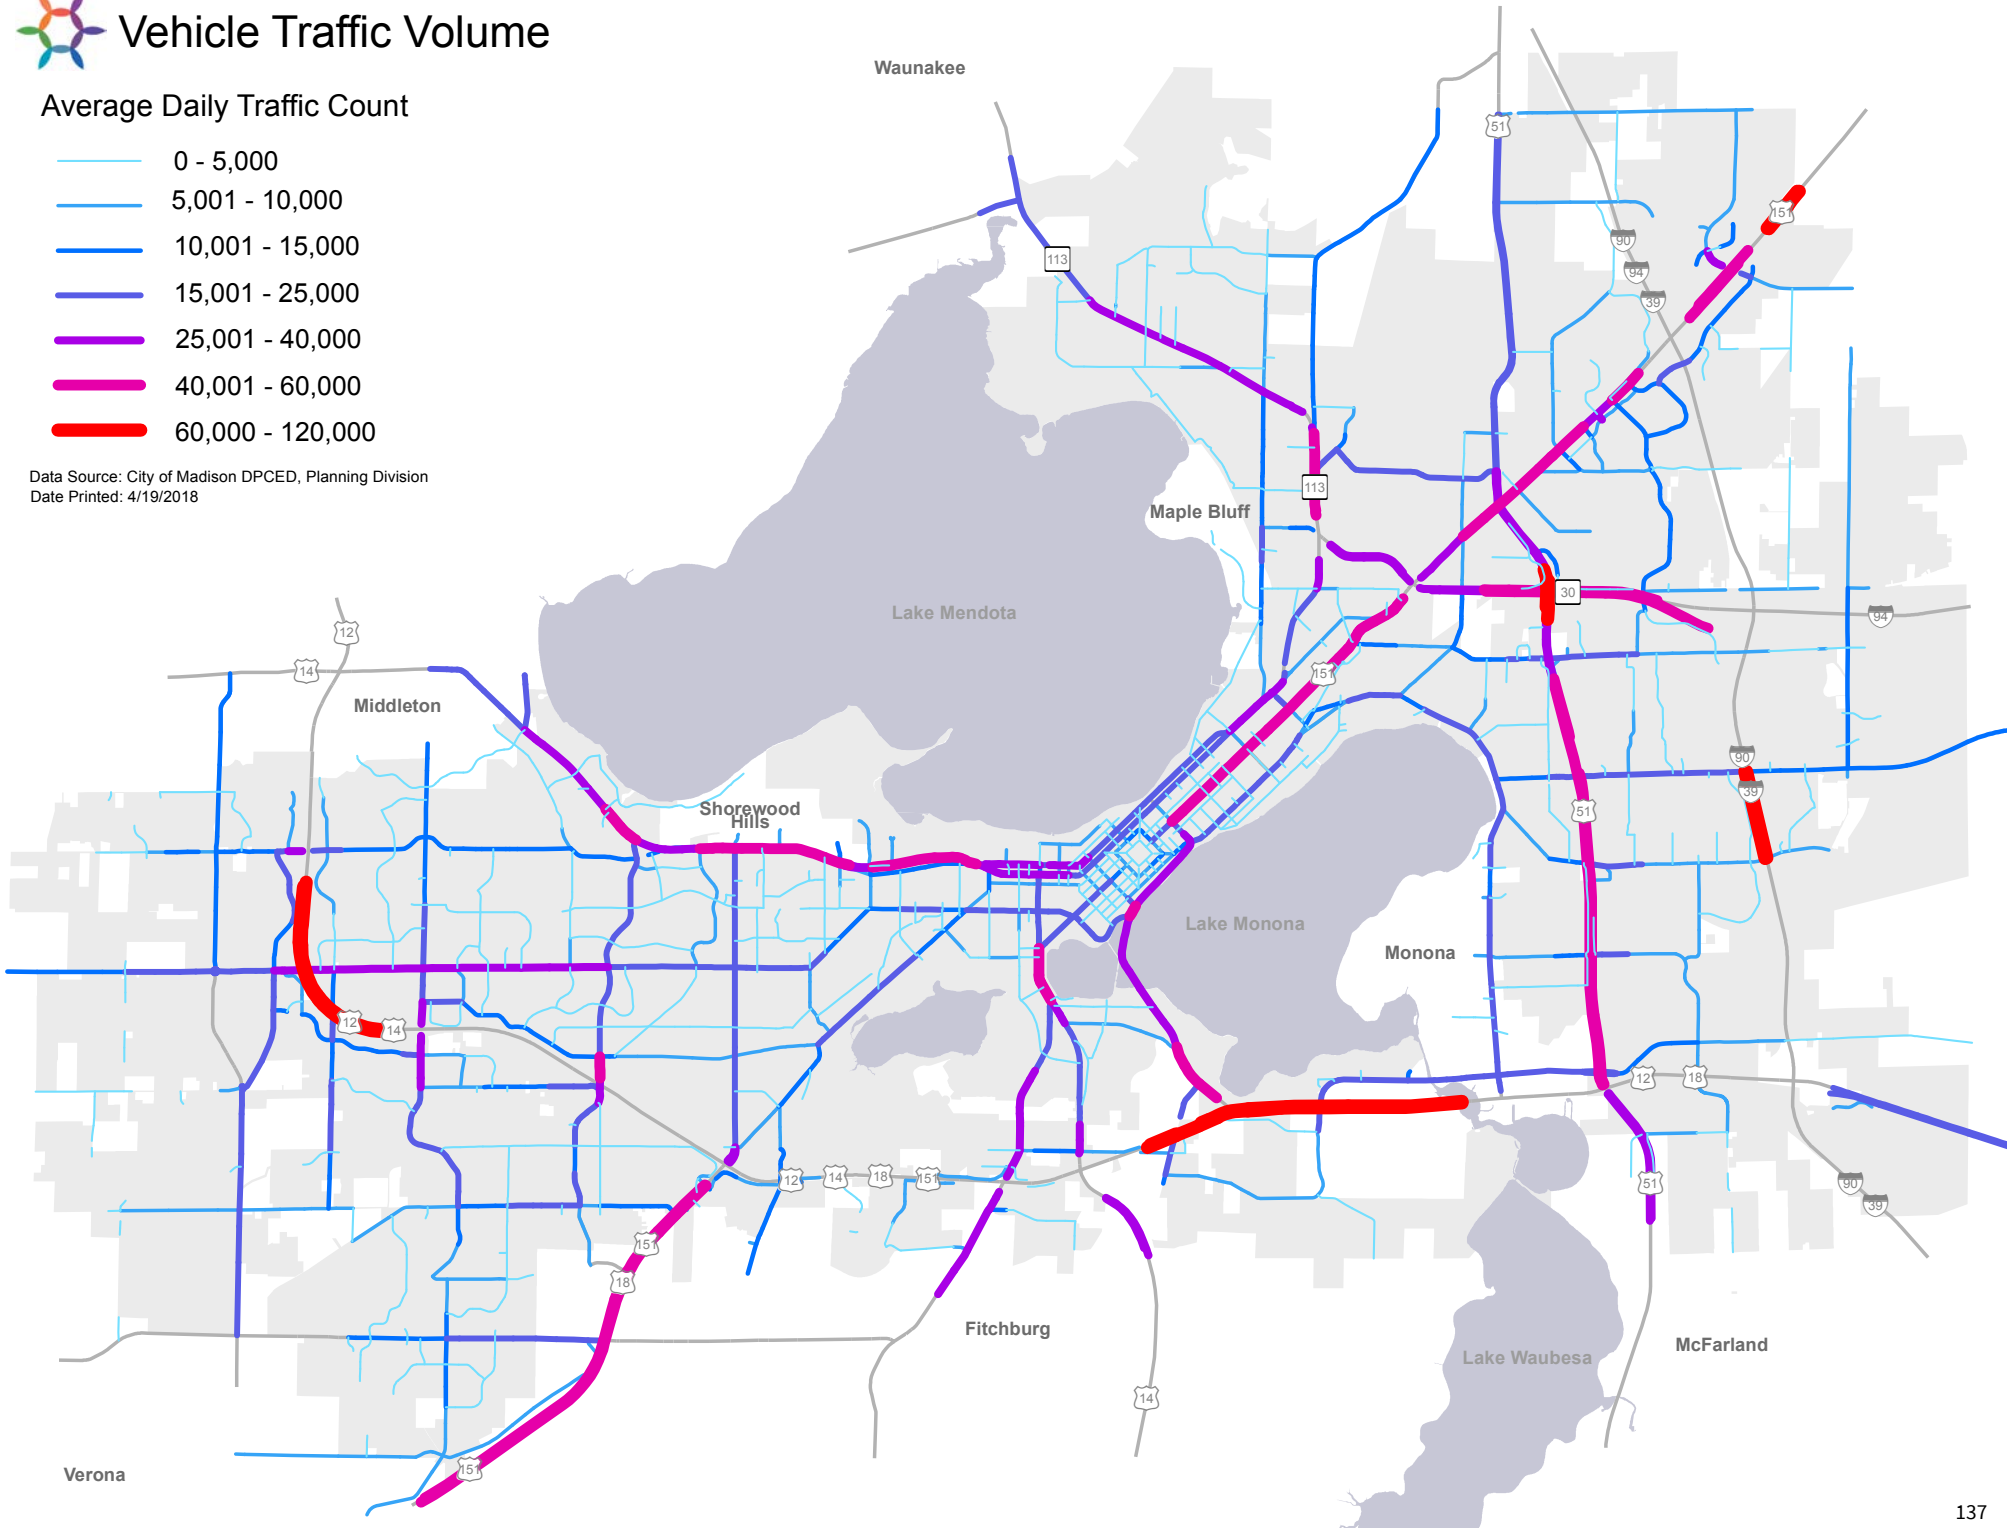 Vehicle Traffic Volume
Average Daily Traffic Count
0 - 5,000
5,001 - 10,000
10,001 - 15,000
15,001 - 25,000
25,001 - 40,000
40,001 - 60,000
60,000 - 120,000
Data Source: City of Madison DPCED, Planning Division
Date Printed: 4/19/2018
Waunakee
51
151
90
94
39
113
113
Maple Bluff
30
94
Lake Mendota
12
14
151
Middleton
90
39
51
Shorewood
Hills
Lake Monona
Monona
12
14
12
18
12
14
18
151
51
90
39
151
18
Fitchburg
McFarland
Lake Waubesa
14
151
Verona
137